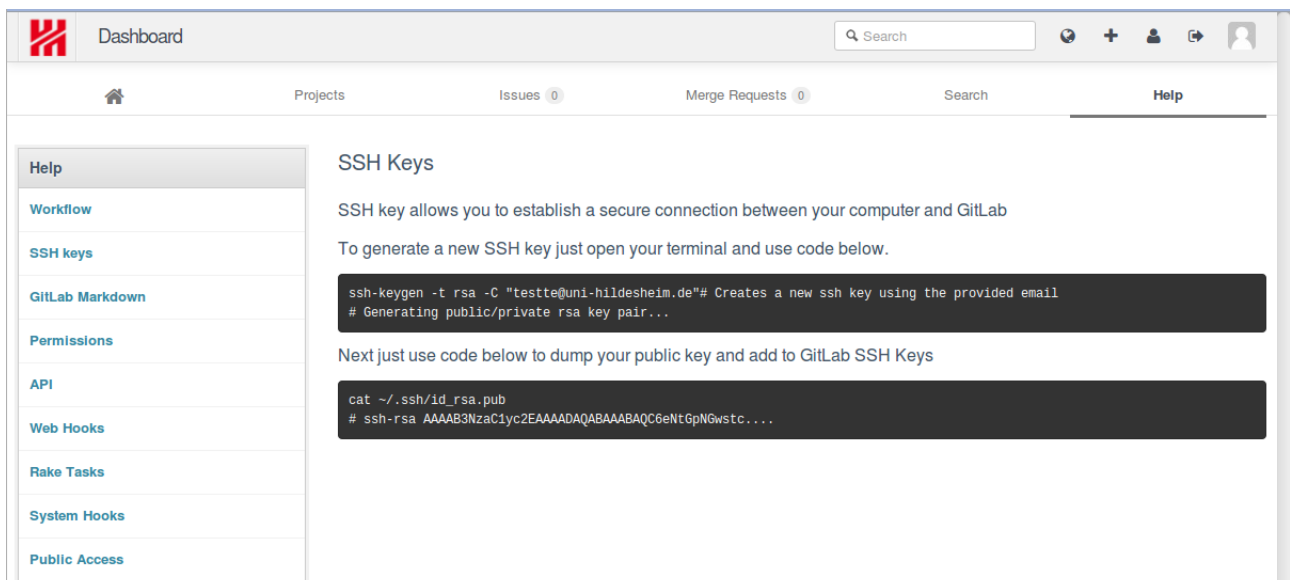 Dashboard
Search
Projects
Issues 0
Merge Requests 0
Search
Help
Help
Workflow
SSH keys
GitLab Markdown
Permissions
API
Web Hooks
Rake Tasks
System Hooks
Public Access
SSH Keys
SSH key allows you to establish a secure connection between your computer and GitLab
To generate a new SSH key just open your terminal and use code below.
ssh-keygen -t rsa -C "testte@uni-hildesheim.de"# Creates a new ssh key using the provided email
# Generating public/private rsa key pair...
Next just use code below to dump your public key and add to GitLab SSH Keys
cat ~/.ssh/id_rsa.pub
# ssh-rsa AAAAB3NzaC1yc2EAAAADAQABAAABAQC6eNtGpNGwstc....